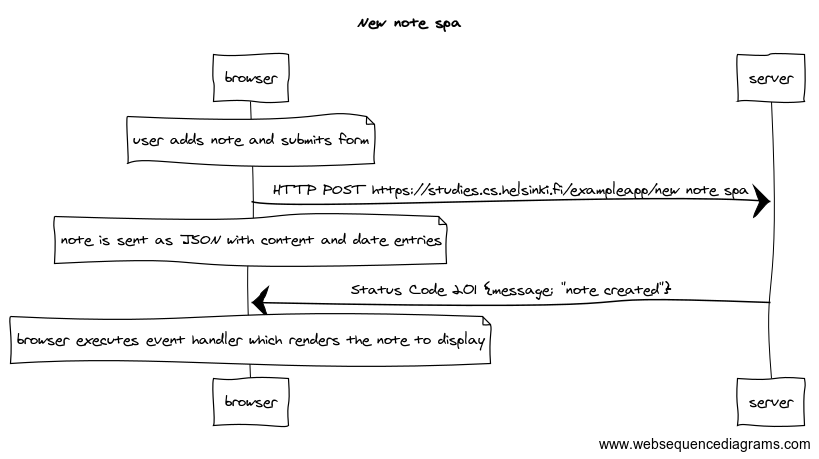 New note spa
browser
server
user adds note and submits form
HTTP POST https://studies.cs.helsinki.fi/exampleapp/new note spa
note is sent as JSON with content and date entries
Status Code 201 {message: "note created"}
browser executes event handler which renders the note to display
browser
server
www.websequencediagrams.com